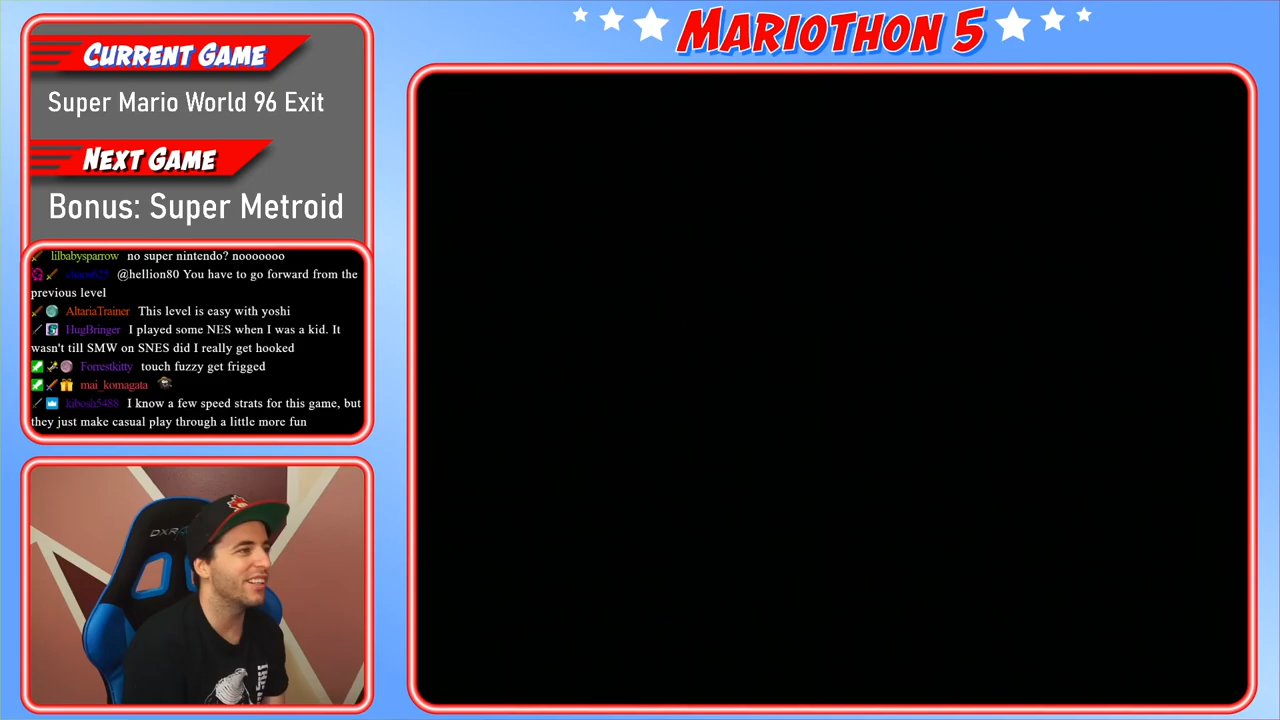 MARIOTHON 5
CURRENT GAME
Super Mario World 96 Exit
NEXT GAME
Bonus: Super Metroid
lilbabysparrow no super nintendo? nooooooo
@hellion80 You have to go forward from the
previous level
AltariaTrainer This level is easy with yoshi
HugBringer I played some NES when I was a kid. It
wasn't till SMW on SNES did I really get hooked
Forrestkitty touch fuzzy get frigged
mai_komagata
kibosh5488 I know a few speed strats for this game, but
they just make casual play through a little more fun